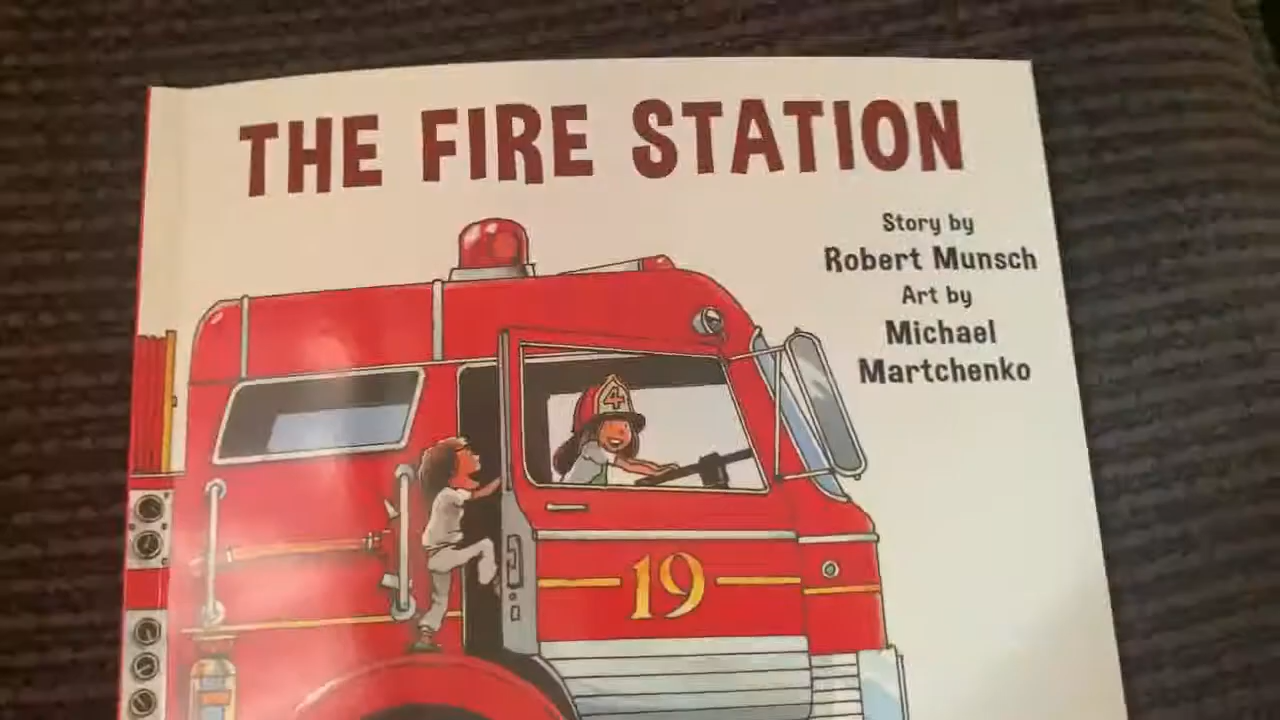 THE FIRE STATION
Story by
Robert Munsch
Art by
Michael
Martchenko
4
19